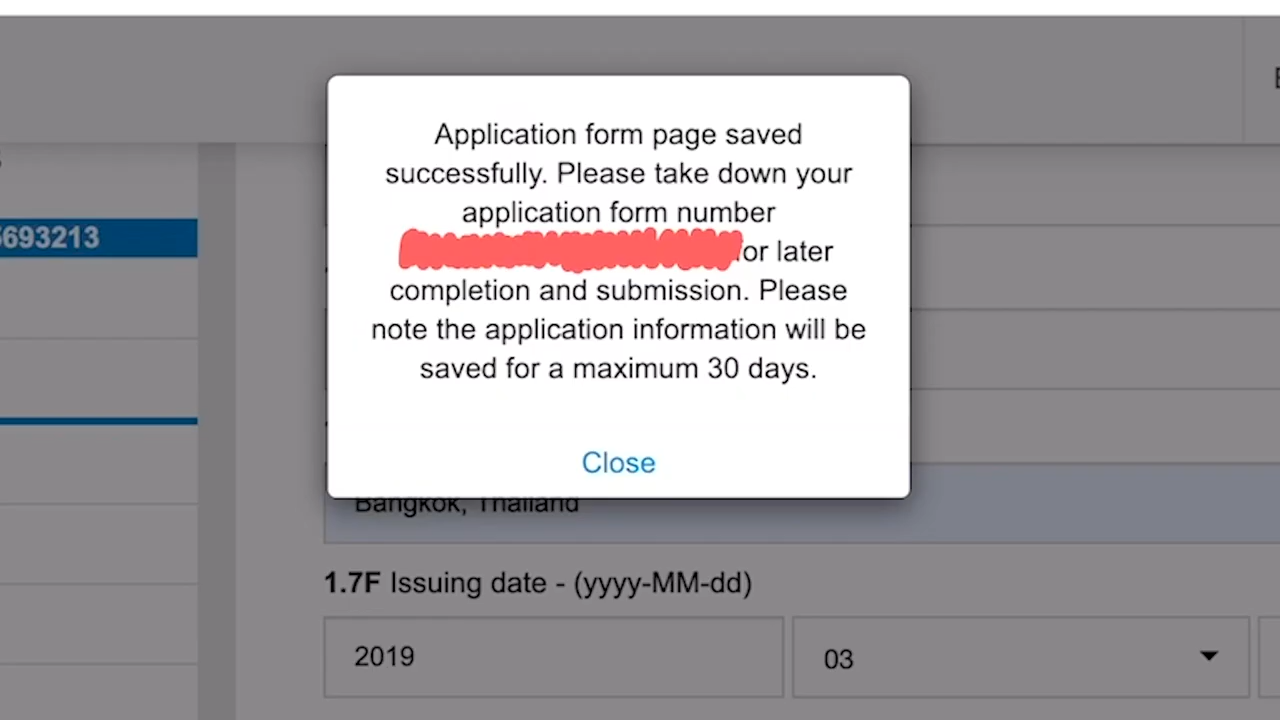 Application form page saved
successfully. Please take down your
application form number
or later
completion and submission. Please
note the application information will be
saved for a maximum 30 days.
Close
693213
Bangkok, Thailand
1.7F Issuing date - (yyyy-MM-dd)
2019
03